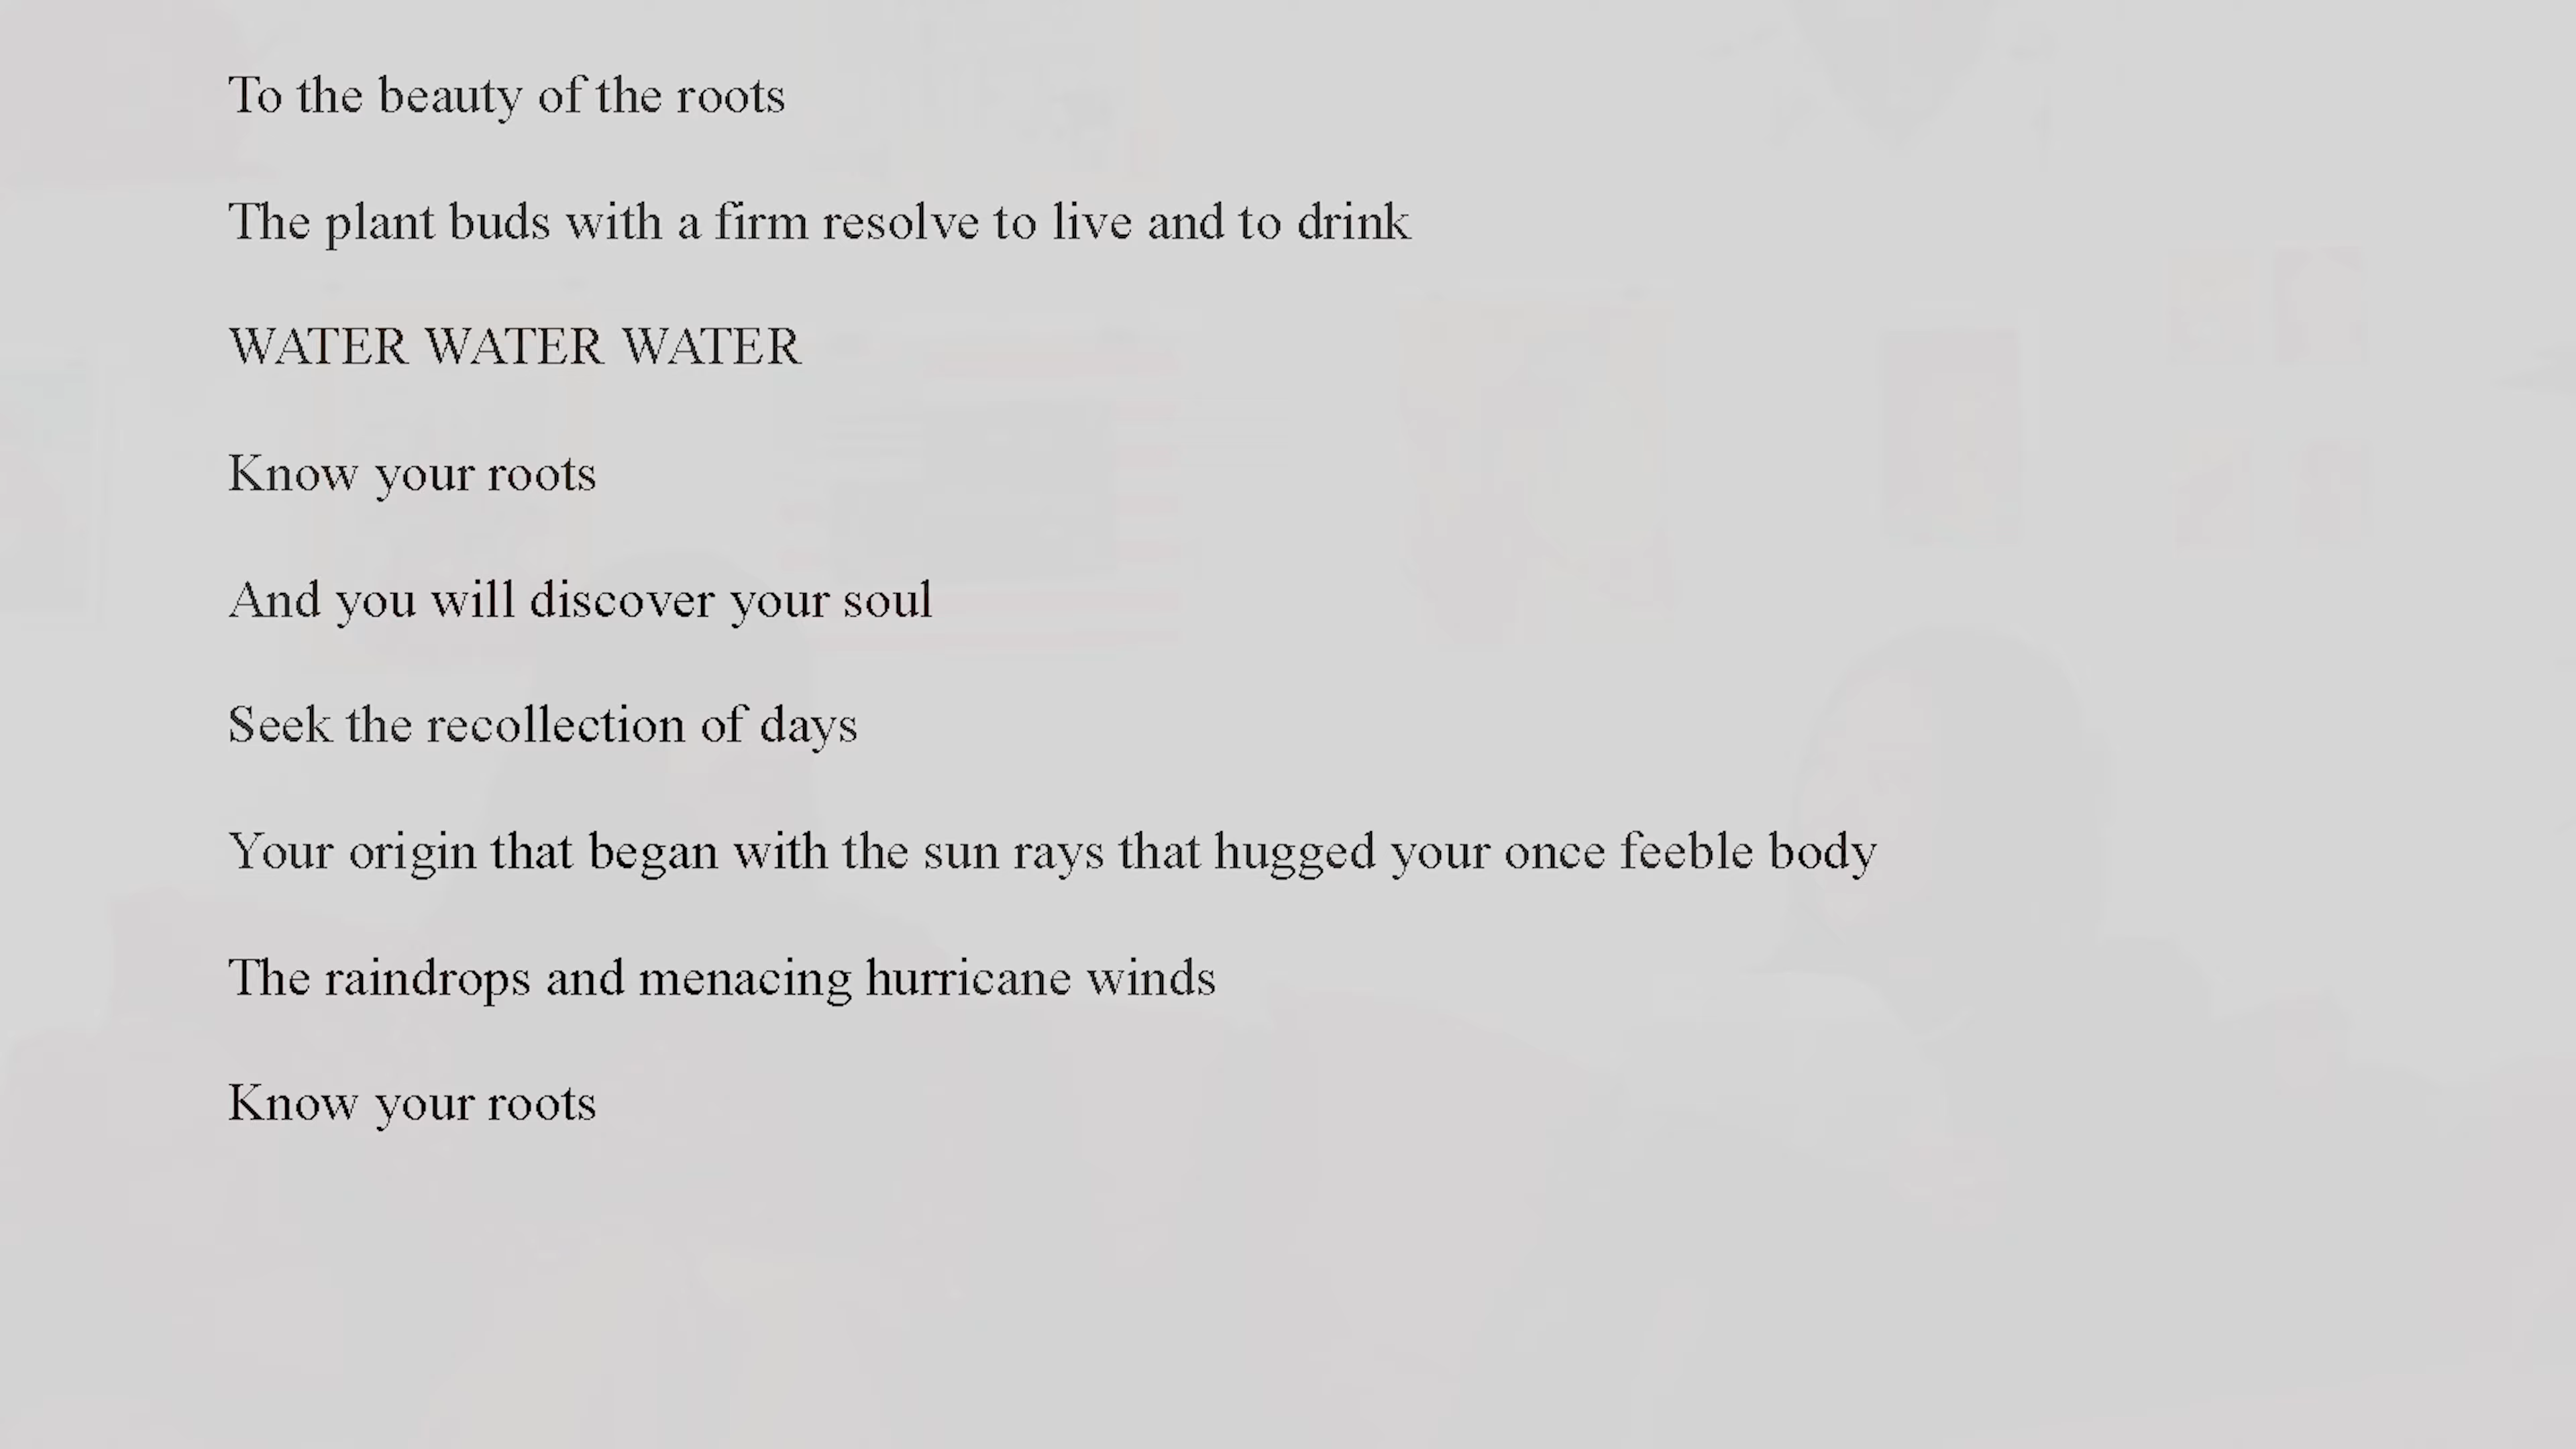 To the beauty of the roots
The plant buds with a firm resolve to live and to drink
WATER WATER WATER
Know your roots
And you will discover your soul
Seek the recollection of days
Your origin that began with the sun rays that hugged your once feeble body
The raindrops and menacing hurricane winds
Know your roots